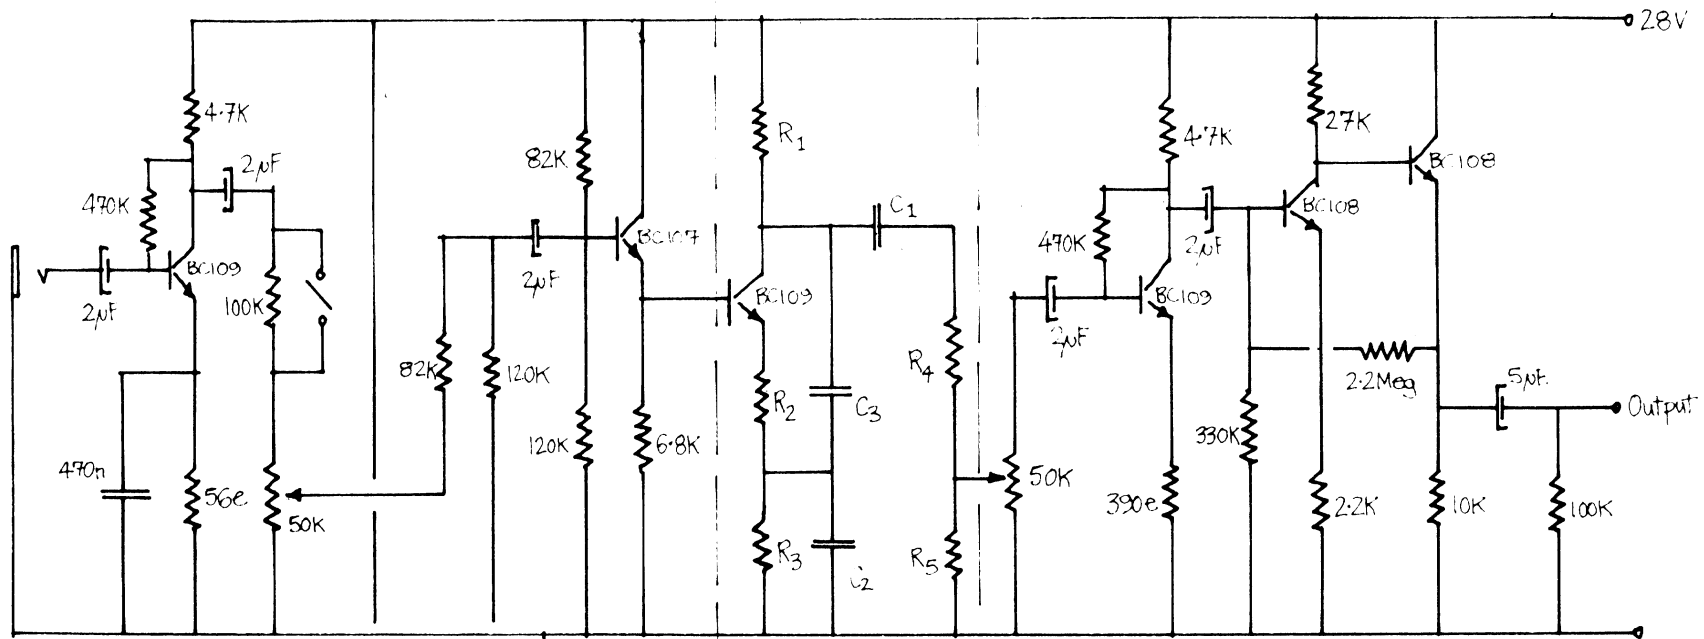 28V
4.7K
2µF
470K
BC109
2µF
100K
470n
56e
50K
82K
82K
120K
2µF
BC107
120K
6.8K
R1
BC109
C1
R2
C3
R3
C2
R4
R5
4.7K
470K
2µF
BC109
2µF
50K
390e
27K
BC108
BC108
2.2Meg
330K
2.2K
5µF.
Output
10K
100K